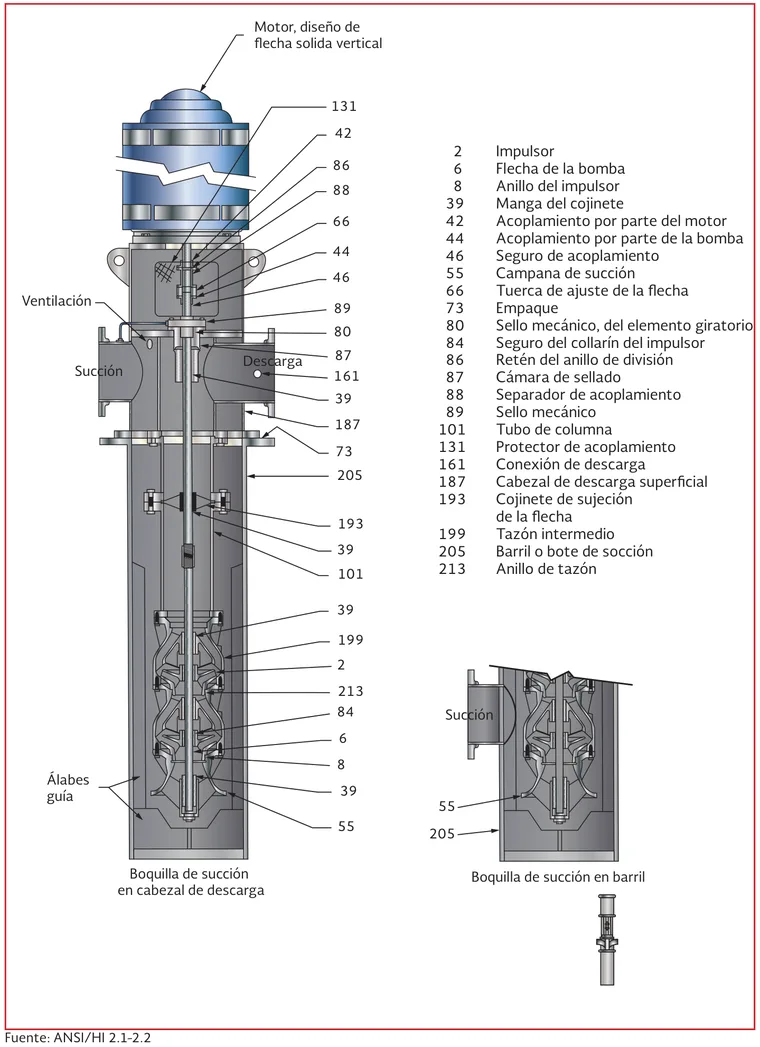 Motor, diseño de
flecha solida vertical
131
42
86
88
66
44
46
Ventilación
89
80
87
Succión
Descarga
161
39
187
73
205
193
39
101
39
199
2
213
84
6
8
39
55
Álabes
guía
Boquilla de succión
en cabezal de descarga
2 Impulsor
6 Flecha de la bomba
8 Anillo del impulsor
39 Manga del cojinete
42 Acoplamiento por parte del motor
44 Acoplamiento por parte de la bomba
46 Seguro de acoplamiento
55 Campana de succión
66 Tuerca de ajuste de la flecha
73 Empaque
80 Sello mecánico, del elemento giratorio
84 Seguro del collarín del impulsor
86 Retén del anillo de división
87 Cámara de sellado
88 Separador de acoplamiento
89 Sello mecánico
101 Tubo de columna
131 Protector de acoplamiento
161 Conexión de descarga
187 Cabezal de descarga superficial
193 Cojinete de sujeción
de la flecha
199 Tazón intermedio
205 Barril o bote de socción
213 Anillo de tazón
Succión
55
205
Boquilla de succión en barril
Fuente: ANSI/HI 2.1-2.2